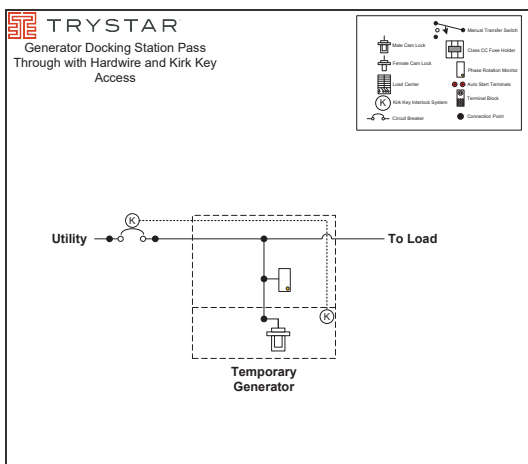 TRYSTAR
Generator Docking Station Pass
Through with Hardwire and Kirk Key
Access
Male Cam Lock
Female Cam Lock
Load Center
K
Kirk Key Interlock System
Circuit Breaker
Manual Transfer Switch
Class CC Fuse Holder
Phase Rotation Monitor
Auto Start Terminals
Terminal Block
Connection Point
K
Utility
To Load
K
Temporary
Generator